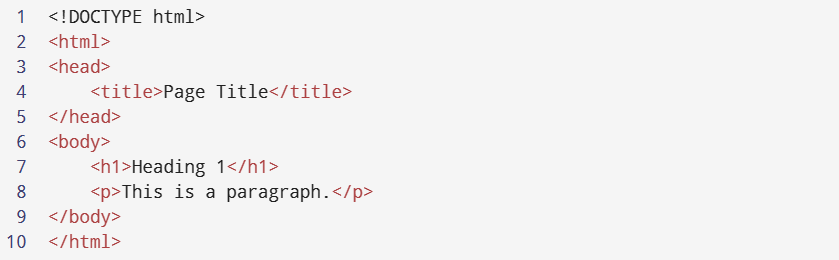 1 <!DOCTYPE html>
2 <html>
3 <head>
4     <title>Page Title</title>
5 </head>
6 <body>
7     <h1>Heading 1</h1>
8     <p>This is a paragraph.</p>
9 </body>
10 </html>